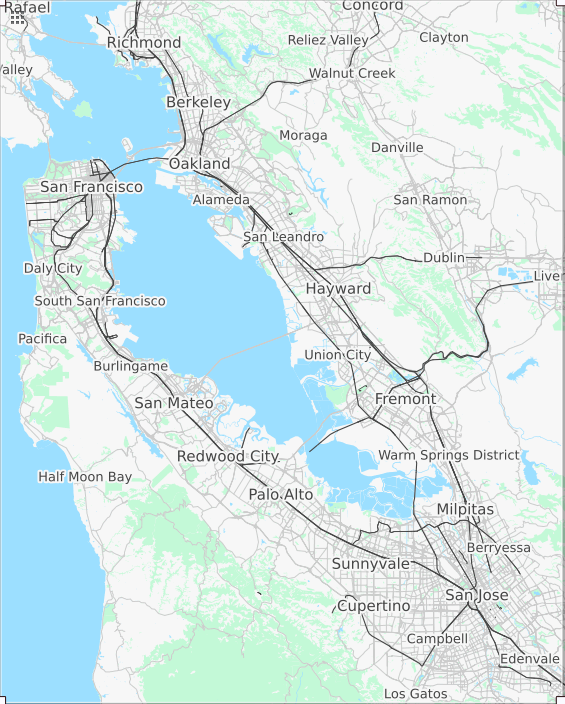 Rafael
Concord
Richmond
Reliez Valley
Clayton
alley
Walnut Creek
Berkeley
Moraga
Danville
Oakland
San Francisco
Alameda
San Ramon
San Leandro
Dublin
Daly City
Liver
Hayward
South San Francisco
Pacifica
Union City
Burlingame
San Mateo
Fremont
Redwood City
Warm Springs District
Half Moon Bay
Palo Alto
Milpitas
Berryessa
Sunnyvale
San Jose
Cupertino
Campbell
Edenvale
Los Gatos